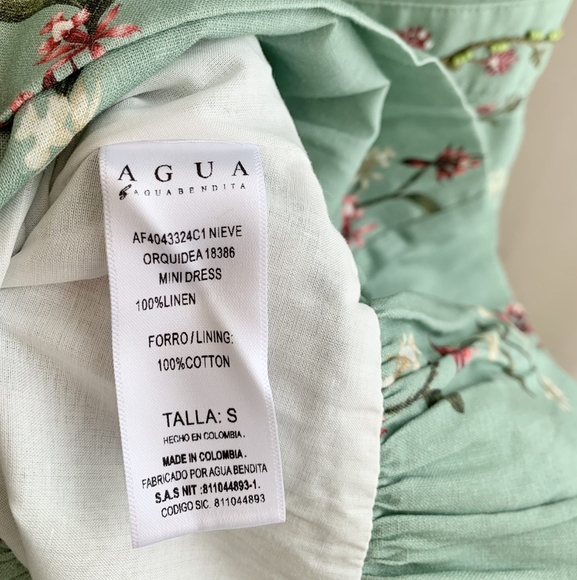 AGUA
AGUABENDITA
AF4043324C1 NIEVE
ORQUIDEA 18386
MINI DRESS
100%LINEN
FORRO/LINING:
100%COTTON
TALLA: S
HECHO EN COLOMBIA.
MADE IN COLOMBIA.
FABRICADO POR AGUA BENDITA
S.A.S NIT :811044893-1.
CODIGO SIC. 811044893